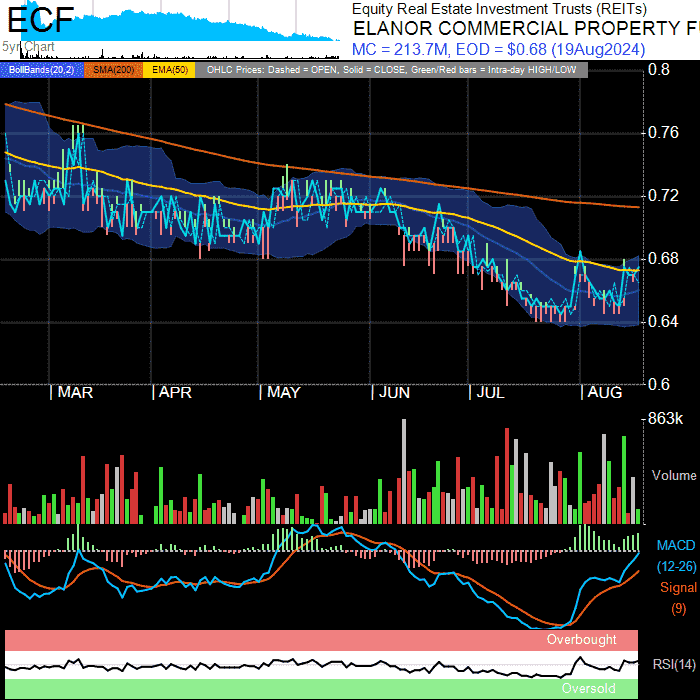 ECF
5yr Chart
Equity Real Estate Investment Trusts (REITs)
ELANOR COMMERCIAL PROPERTY F
MC = 213.7M, EOD = $0.68 (19Aug2024)
BollBands(20,2) SMA(200) EMA(50) OHLC Prices: Dashed = OPEN, Solid = CLOSE, Green/Red bars = Intra-day HIGH/LOW
0.8
0.76
0.72
0.68
0.64
0.6
MAR APR MAY JUN JUL AUG
863k
Volume
MACD
(12-26)
Signal
(9)
Overbought
RSI(14)
Oversold